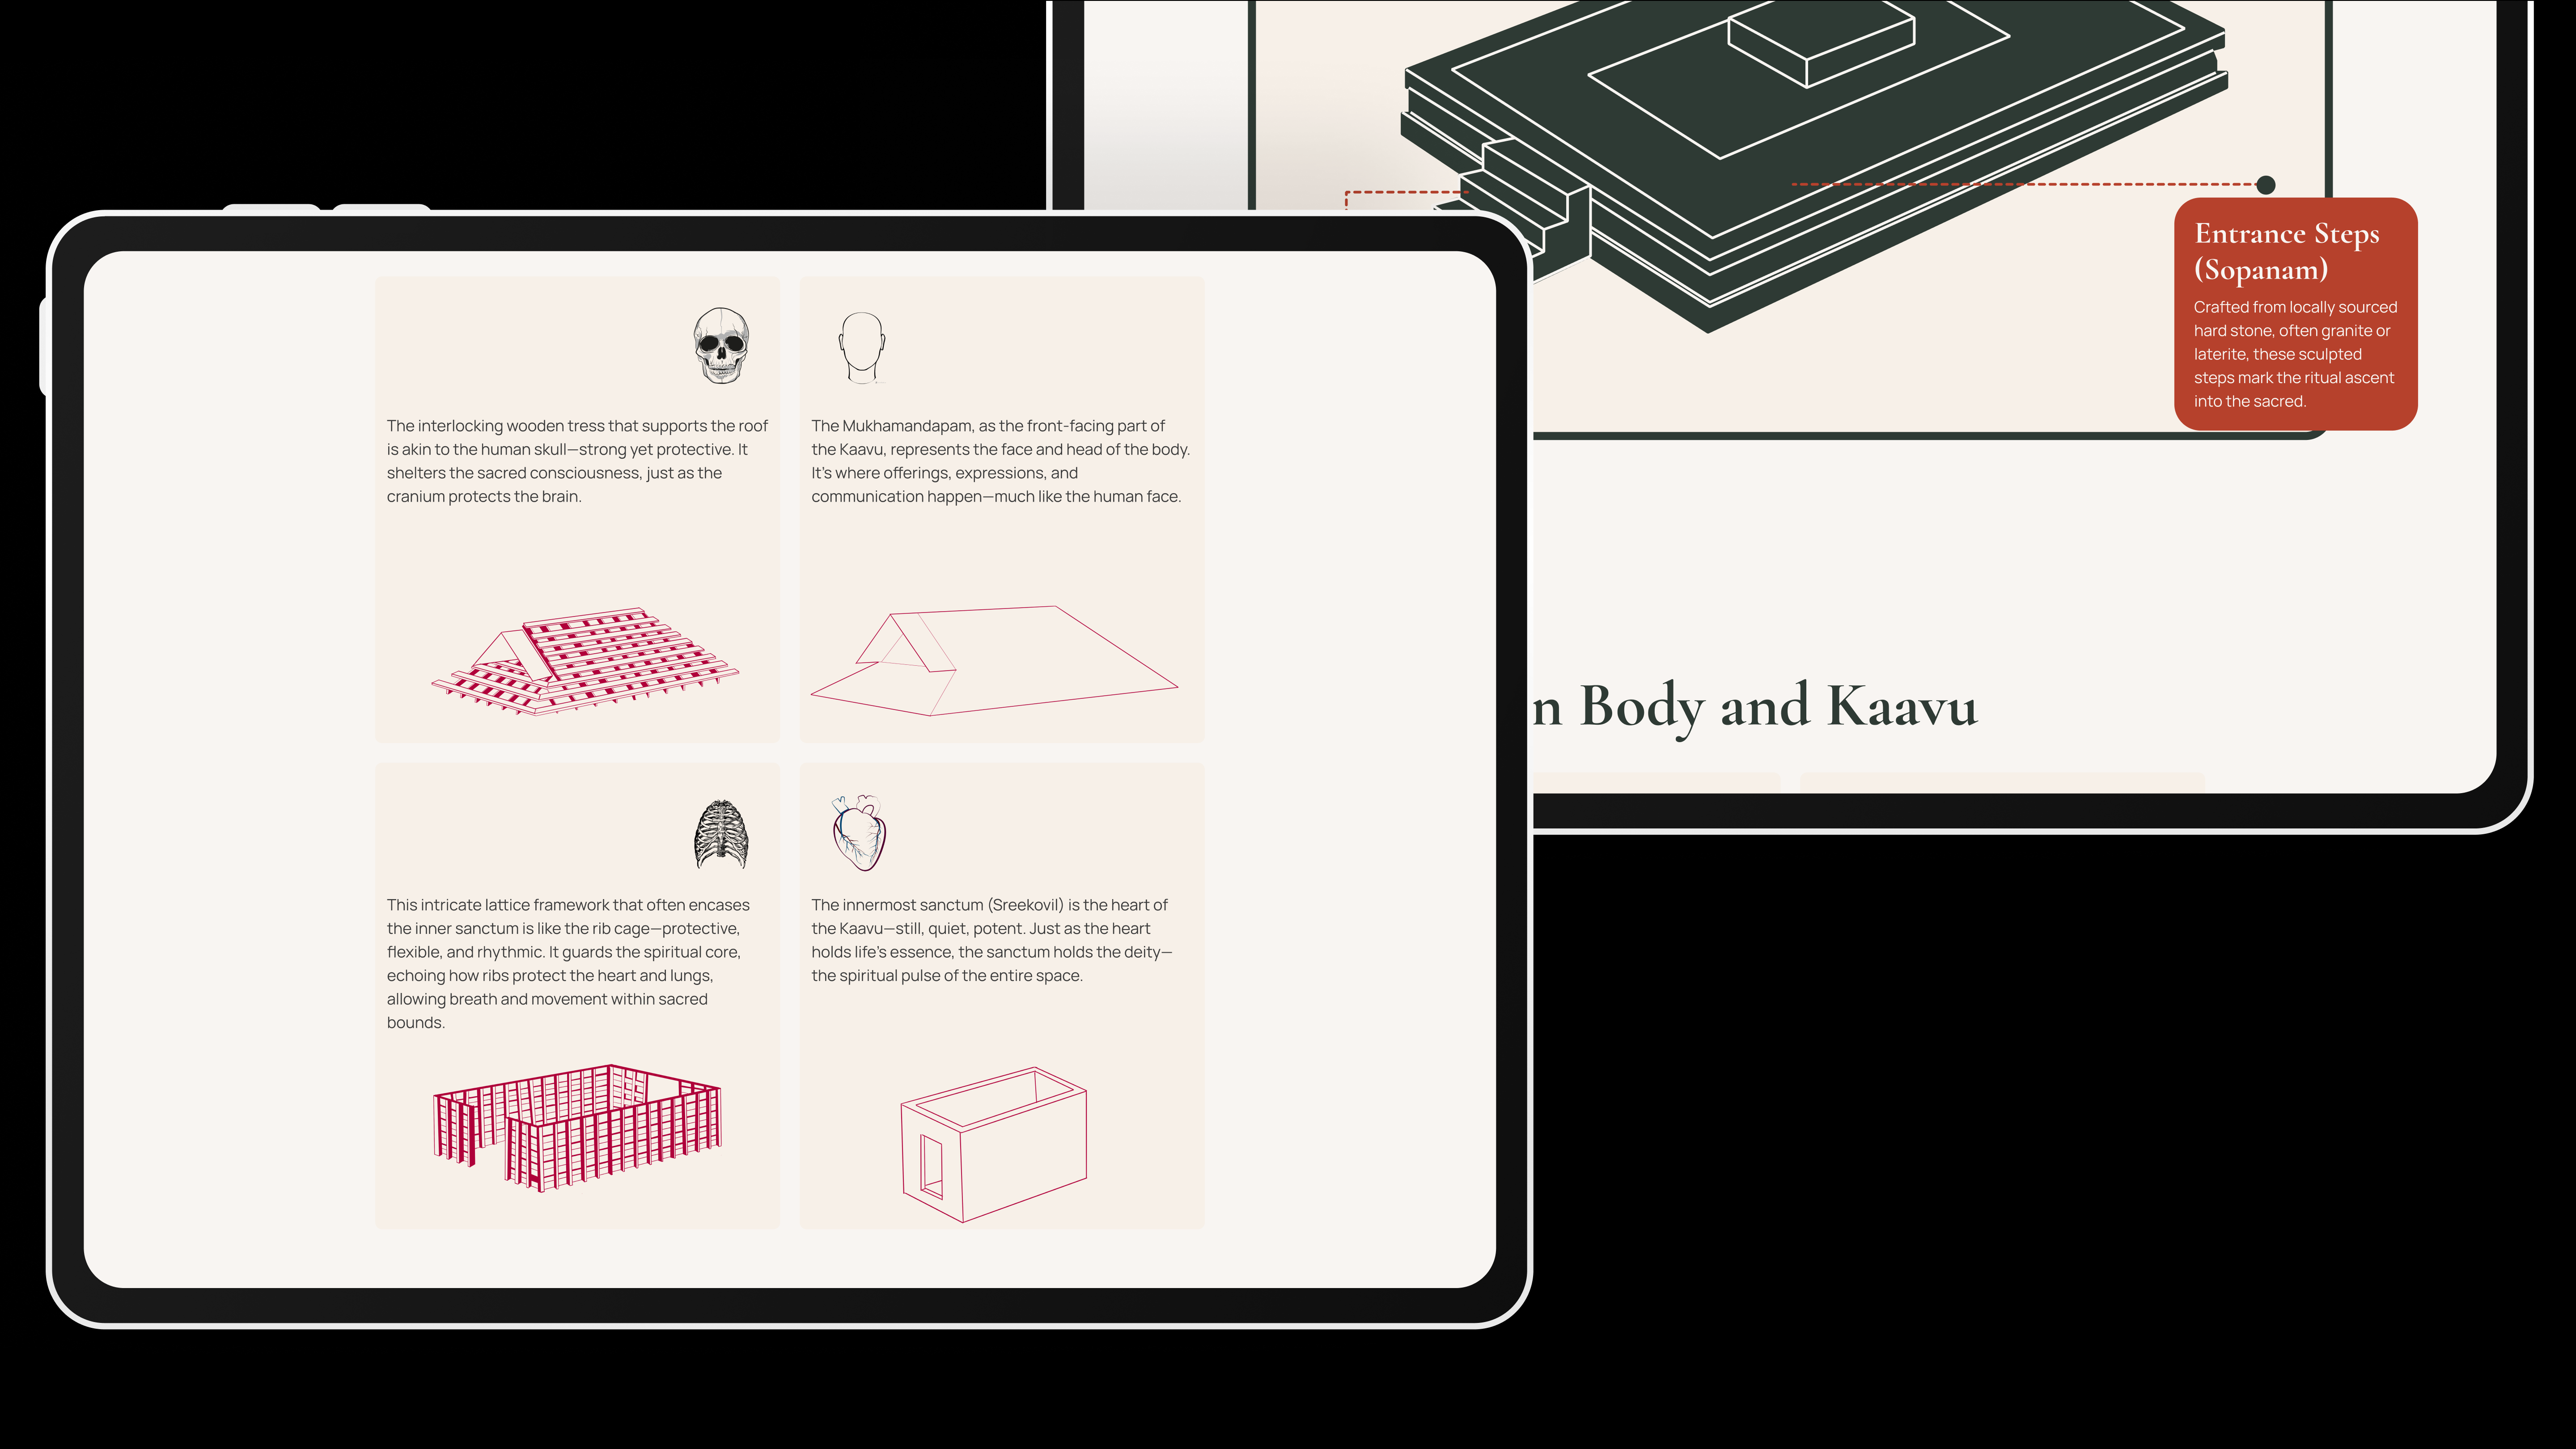 Entrance Steps
(Sopanam)
Crafted from locally sourced
hard stone, often granite or
laterite, these sculpted
steps mark the ritual ascent
into the sacred.
n Body and Kaavu
The interlocking wooden tress that supports the roof
is akin to the human skull—strong yet protective. It
shelters the sacred consciousness, just as the
cranium protects the brain.
The Mukhamandapam, as the front-facing part of
the Kaavu, represents the face and head of the body.
It's where offerings, expressions, and
communication happen—much like the human face.
This intricate lattice framework that often encases
the inner sanctum is like the rib cage—protective,
flexible, and rhythmic. It guards the spiritual core,
echoing how ribs protect the heart and lungs,
allowing breath and movement within sacred
bounds.
The innermost sanctum (Sreekovil) is the heart of
the Kaavu—still, quiet, potent. Just as the heart
holds life's essence, the sanctum holds the deity—
the spiritual pulse of the entire space.